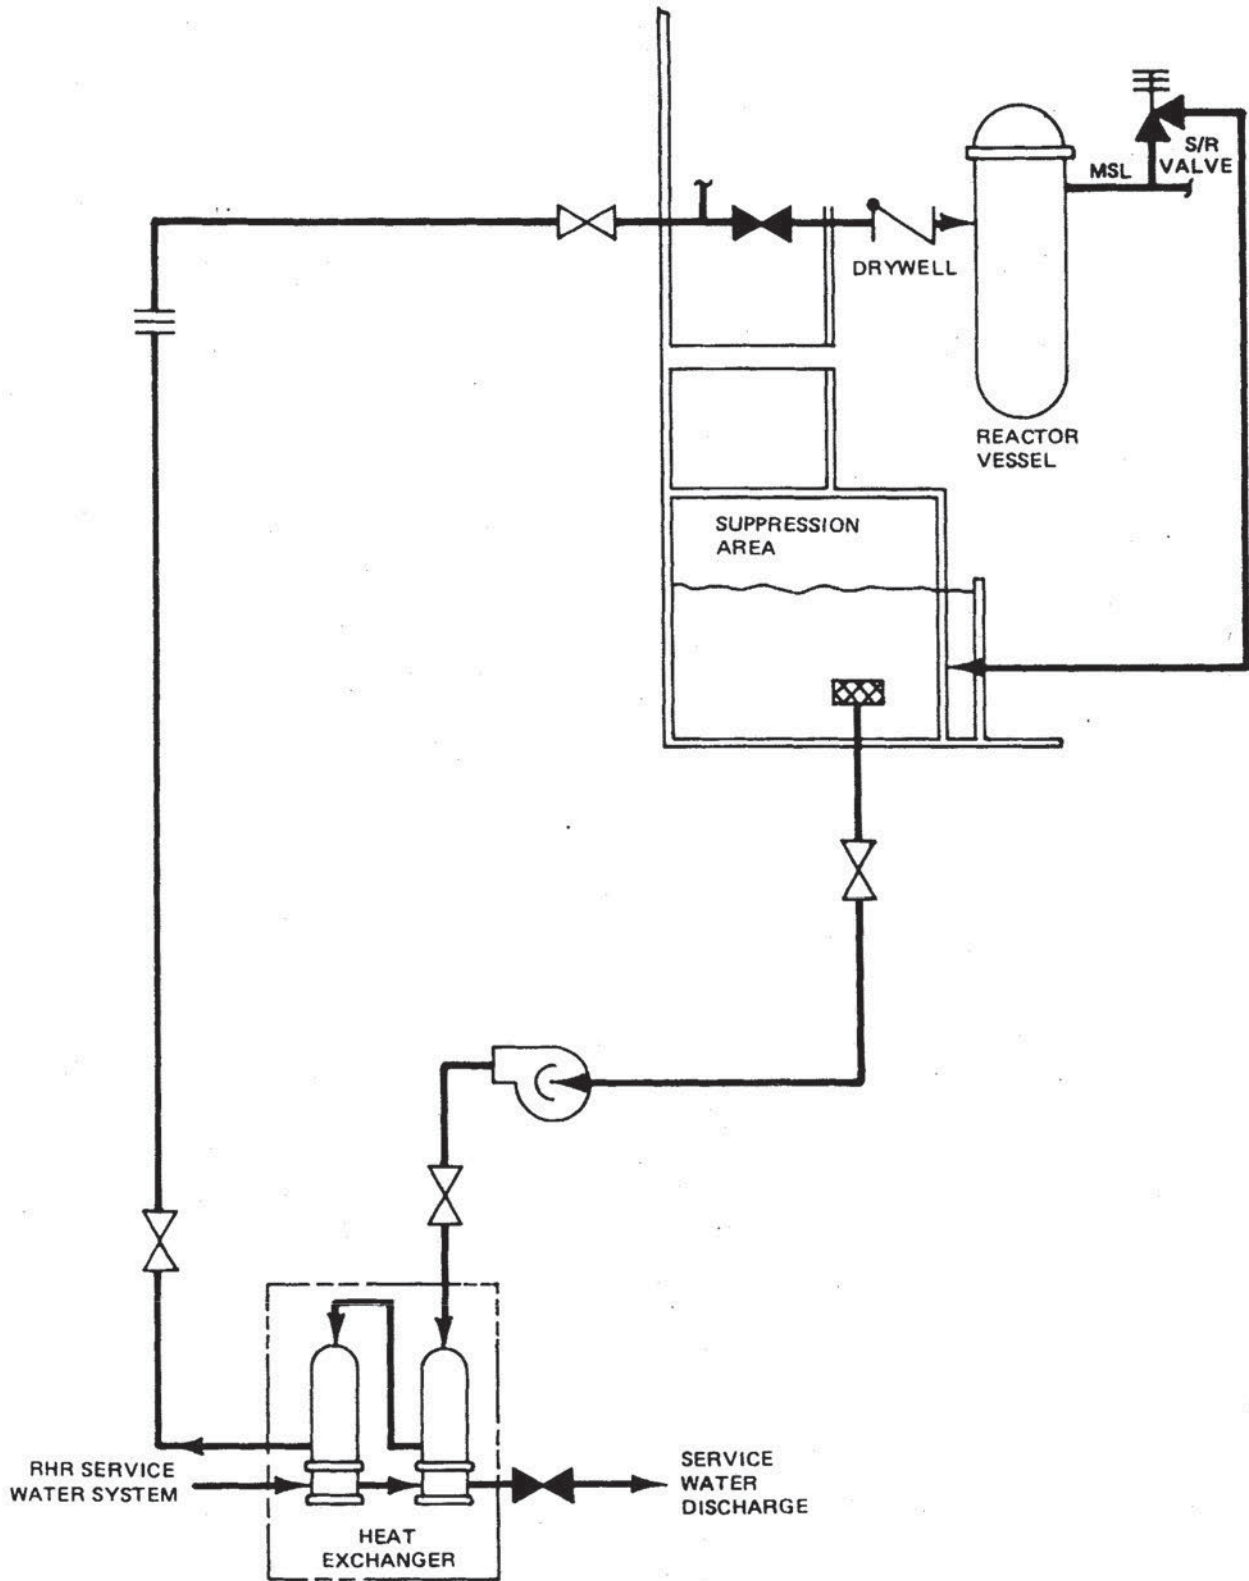 S/R
VALVE
MSL
DRYWELL
REACTOR
VESSEL
SUPPRESSION
AREA
RHR SERVICE
WATER SYSTEM
SERVICE
WATER
DISCHARGE
HEAT
EXCHANGER